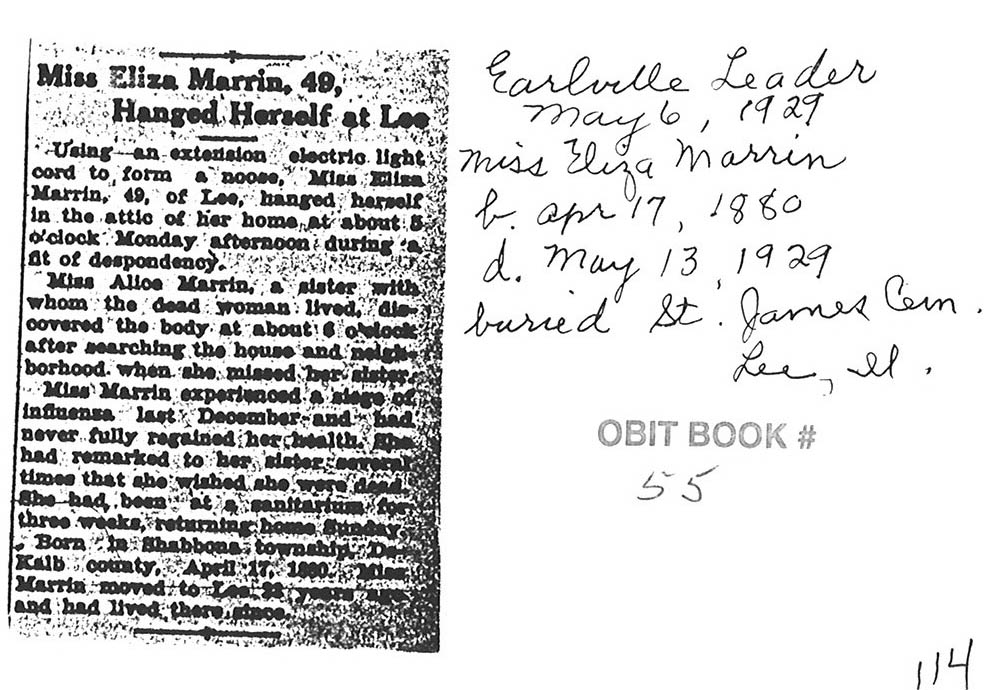 Miss Eliza Marrin, 49,
Hanged Herself at Lee
Using an extension electric light
cord to form a noose, Miss Eliza
Marrin, 49, of Lee, hanged herself
in the attic of her home at about 5
o'clock Monday afternoon during a
fit of despondency.
Miss Alice Marrin, a sister with
whom the dead woman lived, dis-
covered the body at about 6 o'clock
after searching the house and neigh-
borhood when she missed her sister.
Miss Marrin experienced a siege of
influenza last December and had
never fully regained her health. She
had remarked to her sister several
times that she wished she were dead.
She had been at a sanitarium for
three weeks, returning home Sunday.
Born in Shabbona township, De-
Kalb county, April 17, 1880, Miss
Marrin moved to Lee 22 years ago
and had lived there since.
Earlville Leader
May 6, 1929
Miss Eliza Marrin
b. Apr 17, 1880
d. May 13, 1929
buried St. James Cem.
Lee, Il.
OBIT BOOK #
55
114